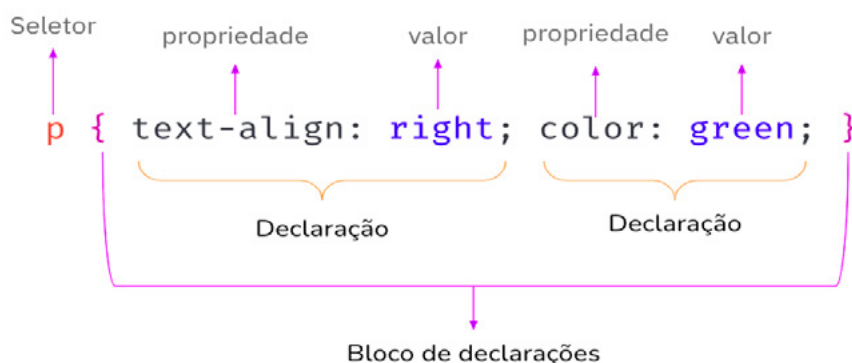 Seletor propriedade valor propriedade valor
p { text-align: right; color: green; }
Declaração Declaração
Bloco de declarações